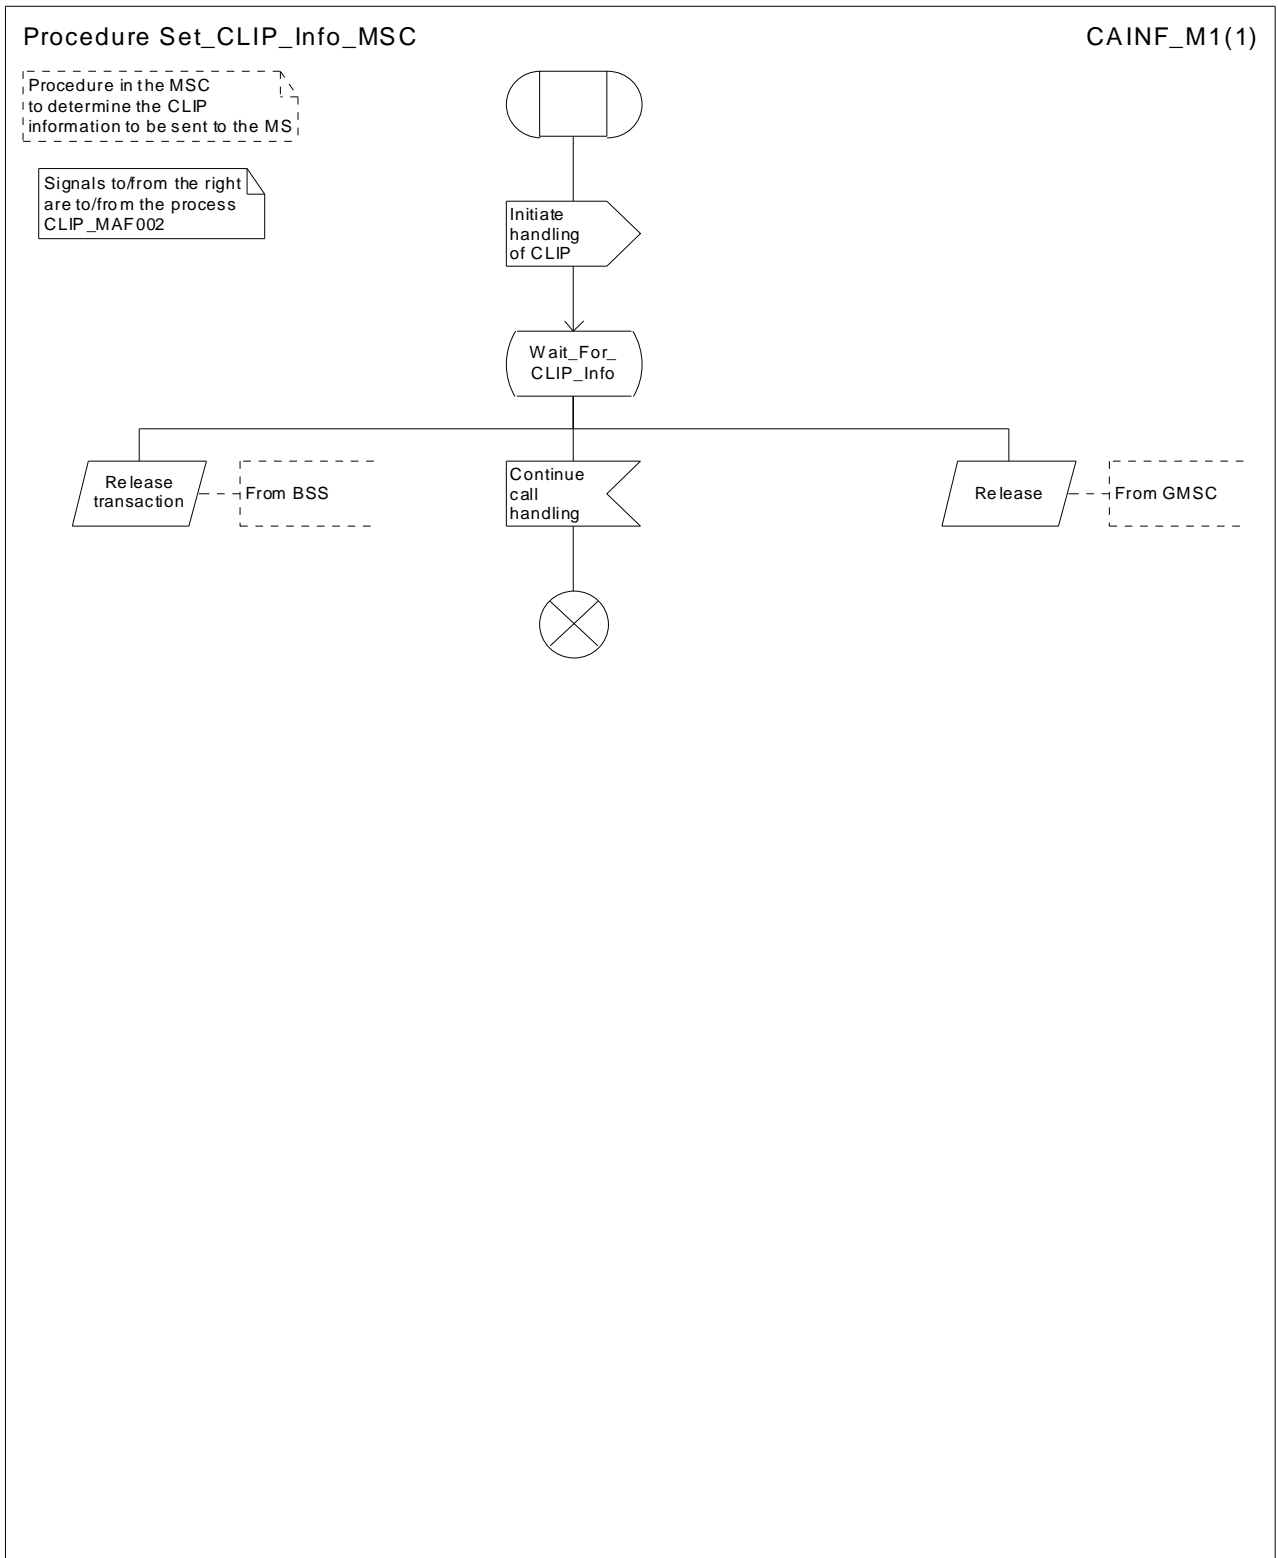 Procedure Set_CLIP_Info_MSC
CAINF_M1(1)
Procedure in the MSC
to determine the CLIP
information to be sent to the MS
Signals to/from the right
are to/from the process
CLIP_MAF002
Initiate
handling
of CLIP
Wait_For_
CLIP_Info
Release
transaction
From BSS
Continue
call
handling
Release
From GMSC